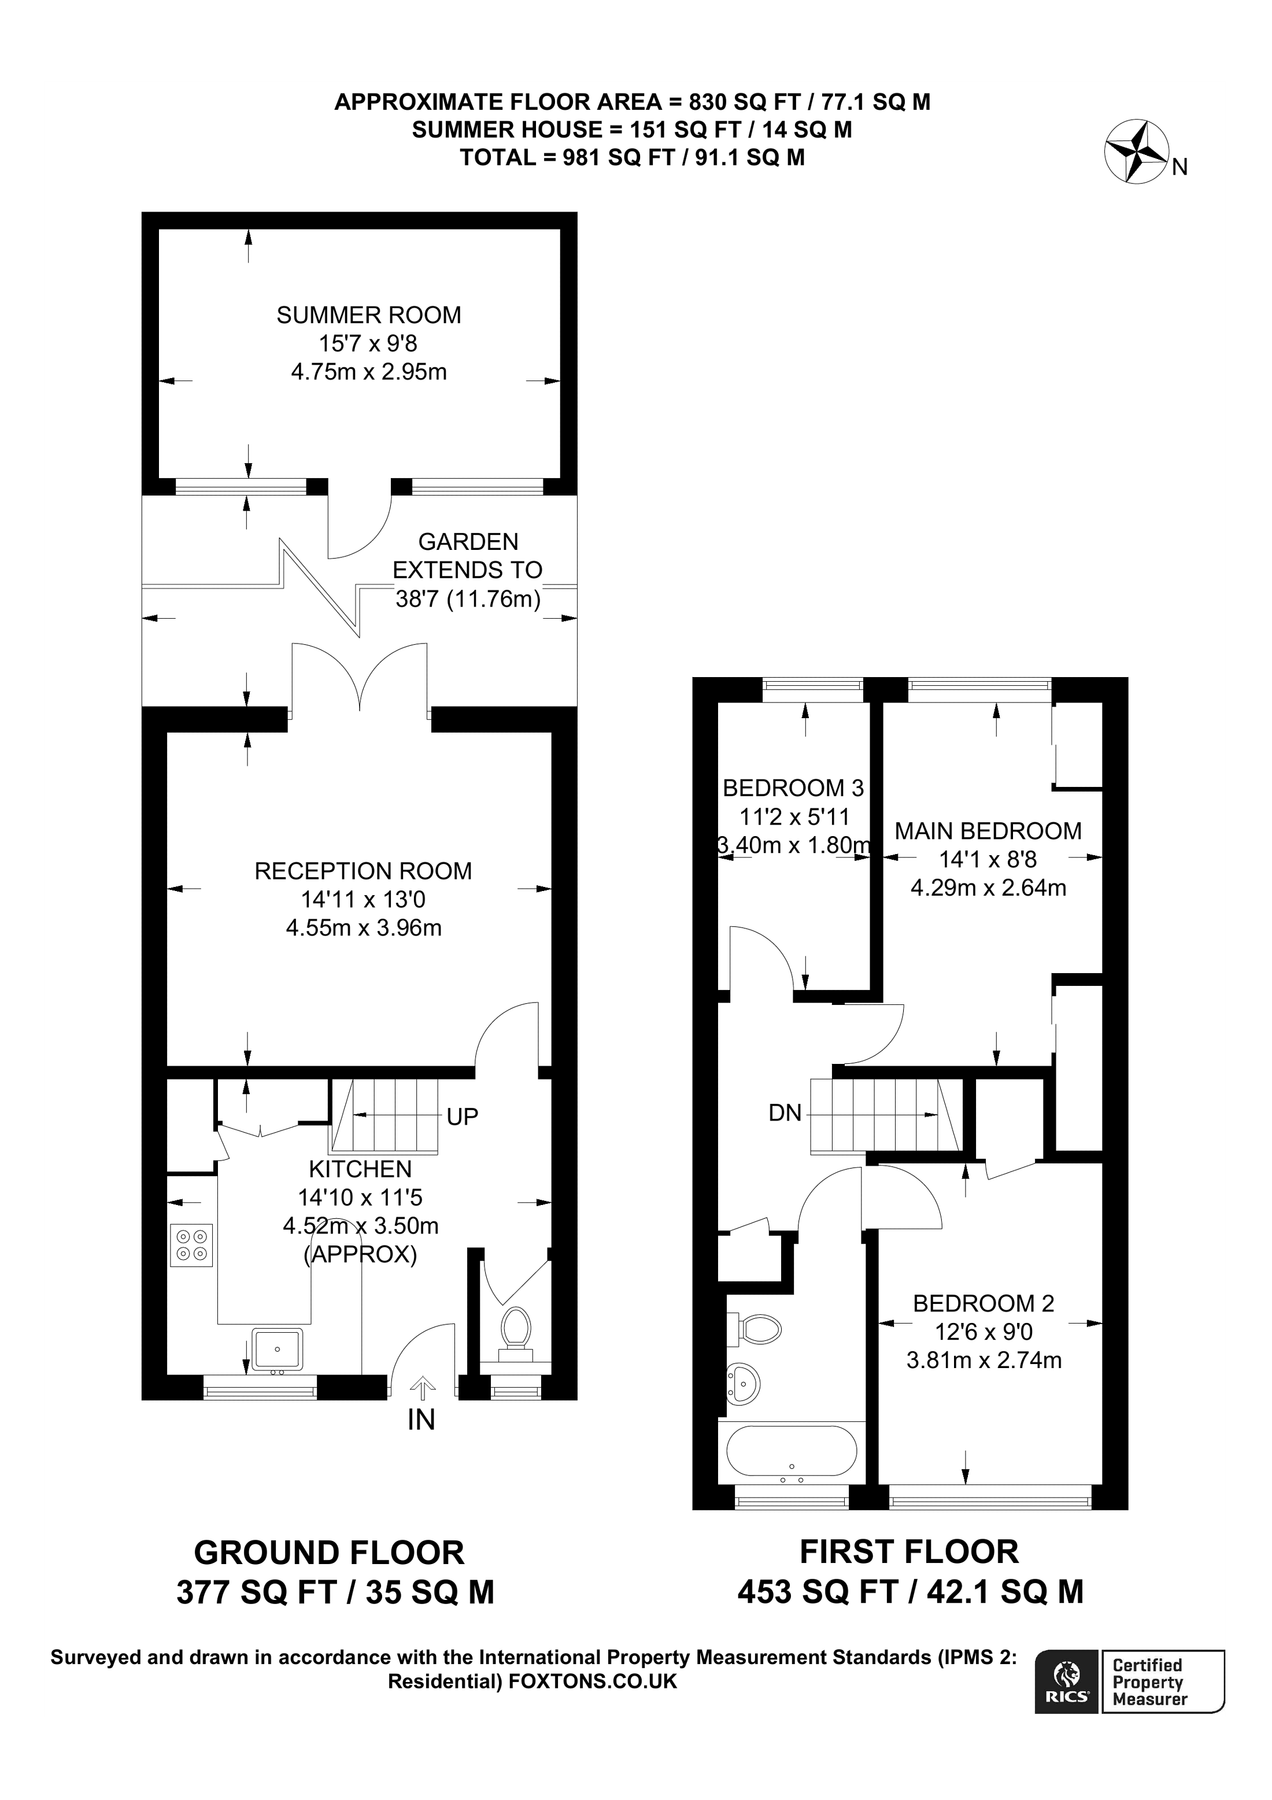 APPROXIMATE FLOOR AREA = 830 SQ FT / 77.1 SQ M
SUMMER HOUSE = 151 SQ FT / 14 SQ M
TOTAL = 981 SQ FT / 91.1 SQ M
N
SUMMER ROOM
15'7 x 9'8
4.75m x 2.95m
GARDEN
EXTENDS TO
38'7 (11.76m)
RECEPTION ROOM
14'11 x 13'0
4.55m x 3.96m
UP
KITCHEN
14'10 x 11'5
4.52m x 3.50m
(APPROX)
IN
BEDROOM 3
11'2 x 5'11
3.40m x 1.80m
MAIN BEDROOM
14'1 x 8'8
4.29m x 2.64m
DN
BEDROOM 2
12'6 x 9'0
3.81m x 2.74m
GROUND FLOOR
377 SQ FT / 35 SQ M
FIRST FLOOR
453 SQ FT / 42.1 SQ M
Surveyed and drawn in accordance with the International Property Measurement Standards (IPMS 2:
Residential) FOXTONS.CO.UK
RICS
Certified
Property
Measurer